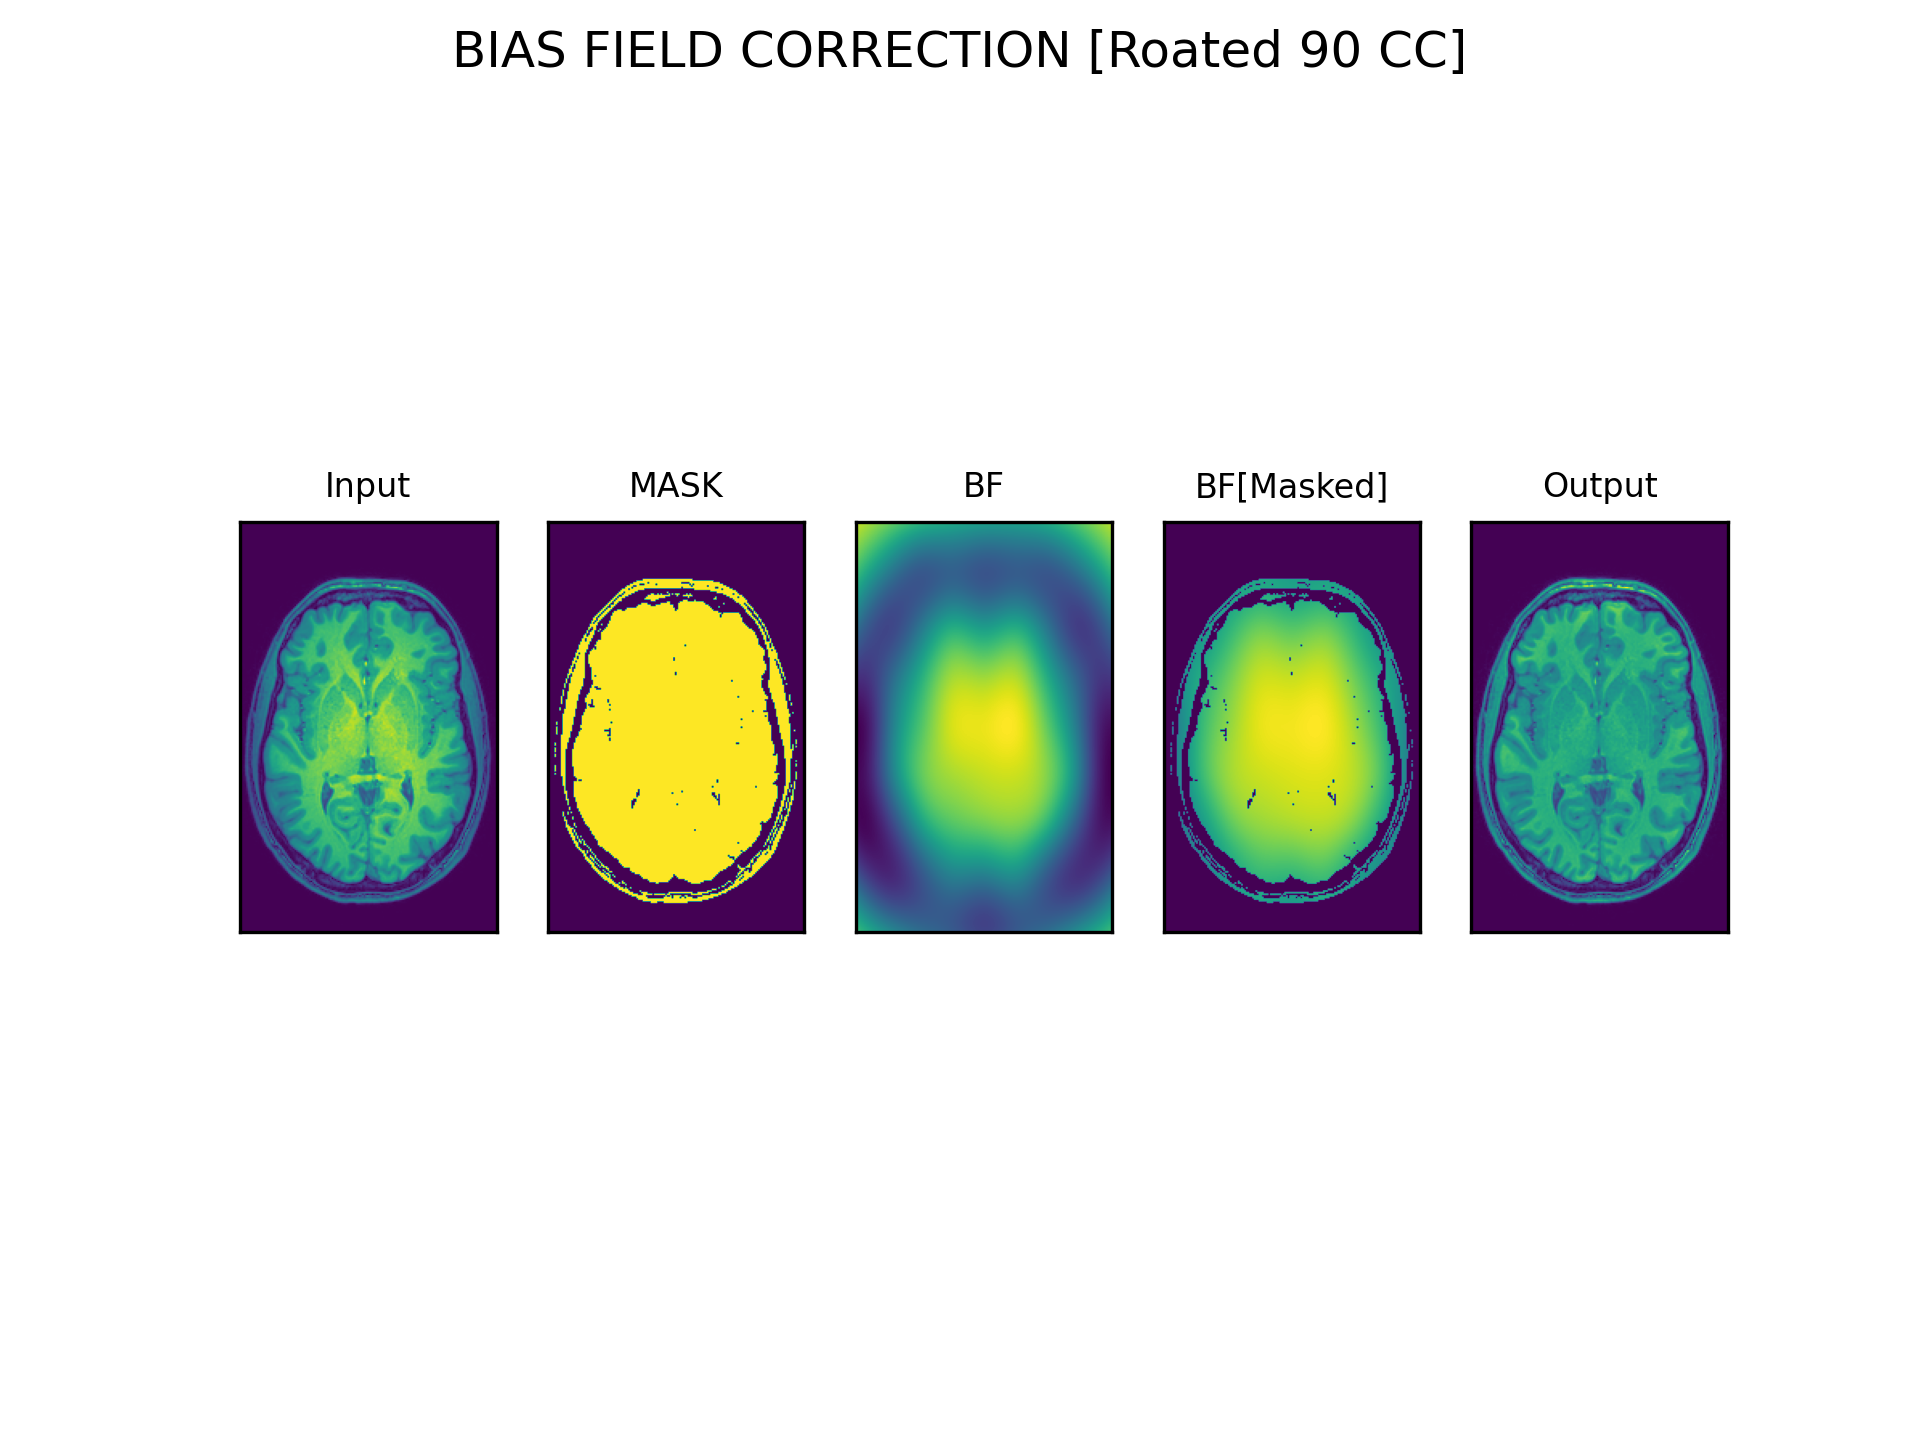 BIAS FIELD CORRECTION [Roated 90 CC]
Input
MASK
BF
BF[Masked]
Output